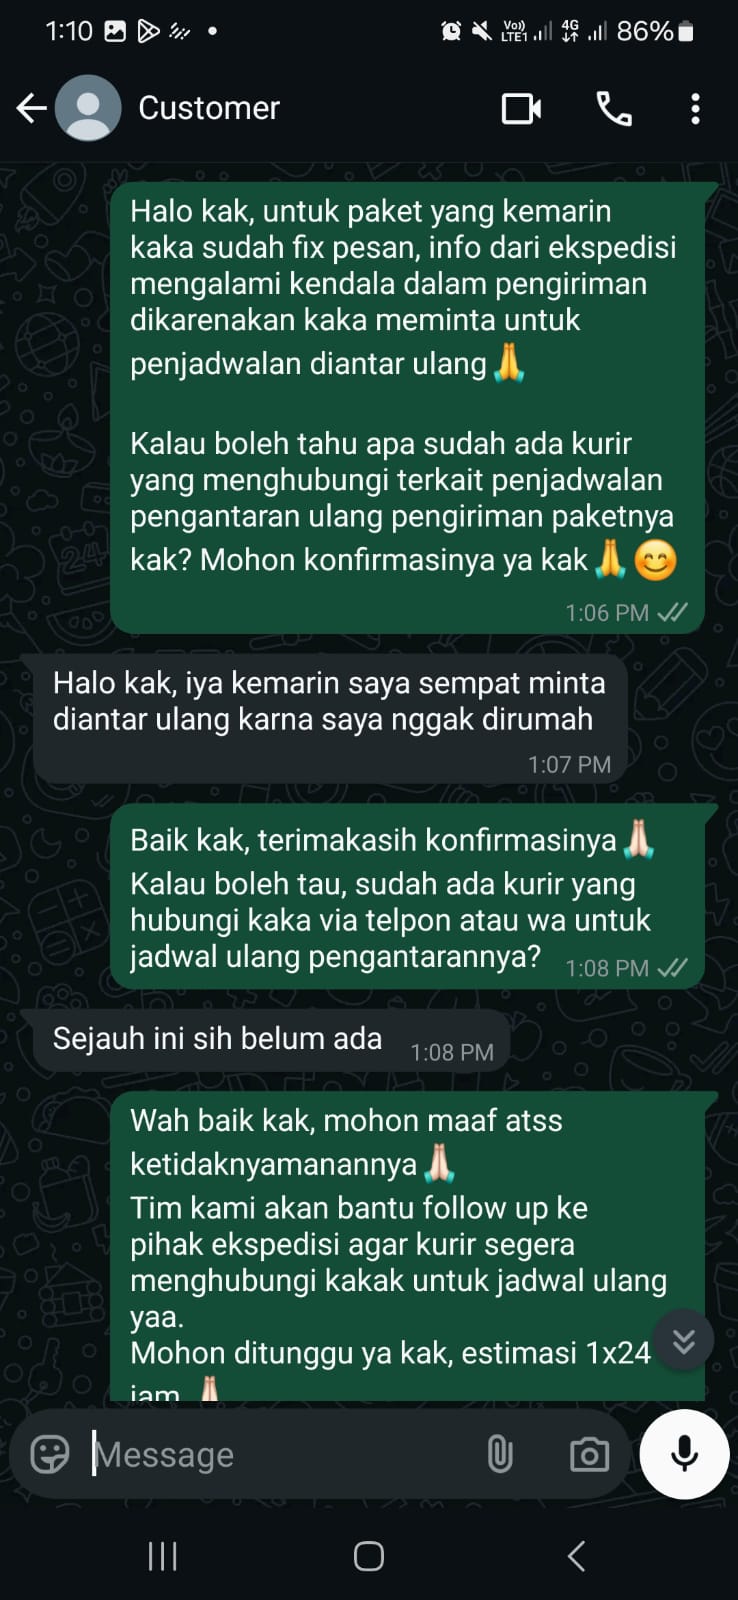 1:10
Vo))
LTE1
4G
86%
Customer
Halo kak, untuk paket yang kemarin
kaka sudah fix pesan, info dari ekspedisi
mengalami kendala dalam pengiriman
dikarenakan kaka meminta untuk
penjadwalan diantar ulang🙏
Kalau boleh tahu apa sudah ada kurir
yang menghubungi terkait penjadwalan
pengantaran ulang pengiriman paketnya
kak? Mohon konfirmasinya ya kak🙏😊
1:06 PM
Halo kak, iya kemarin saya sempat minta
diantar ulang karna saya nggak dirumah
1:07 PM
Baik kak, terimakasih konfirmasinya🙏🏻
Kalau boleh tau, sudah ada kurir yang
hubungi kaka via telpon atau wa untuk
jadwal ulang pengantarannya? 1:08 PM
Sejauh ini sih belum ada 1:08 PM
Wah baik kak, mohon maaf atss
ketidaknyamanannya🙏🏻
Tim kami akan bantu follow up ke
pihak ekspedisi agar kurir segera
menghubungi kakak untuk jadwal ulang
yaa.
Mohon ditunggu ya kak, estimasi 1x24
jam 🙏🏻
Message